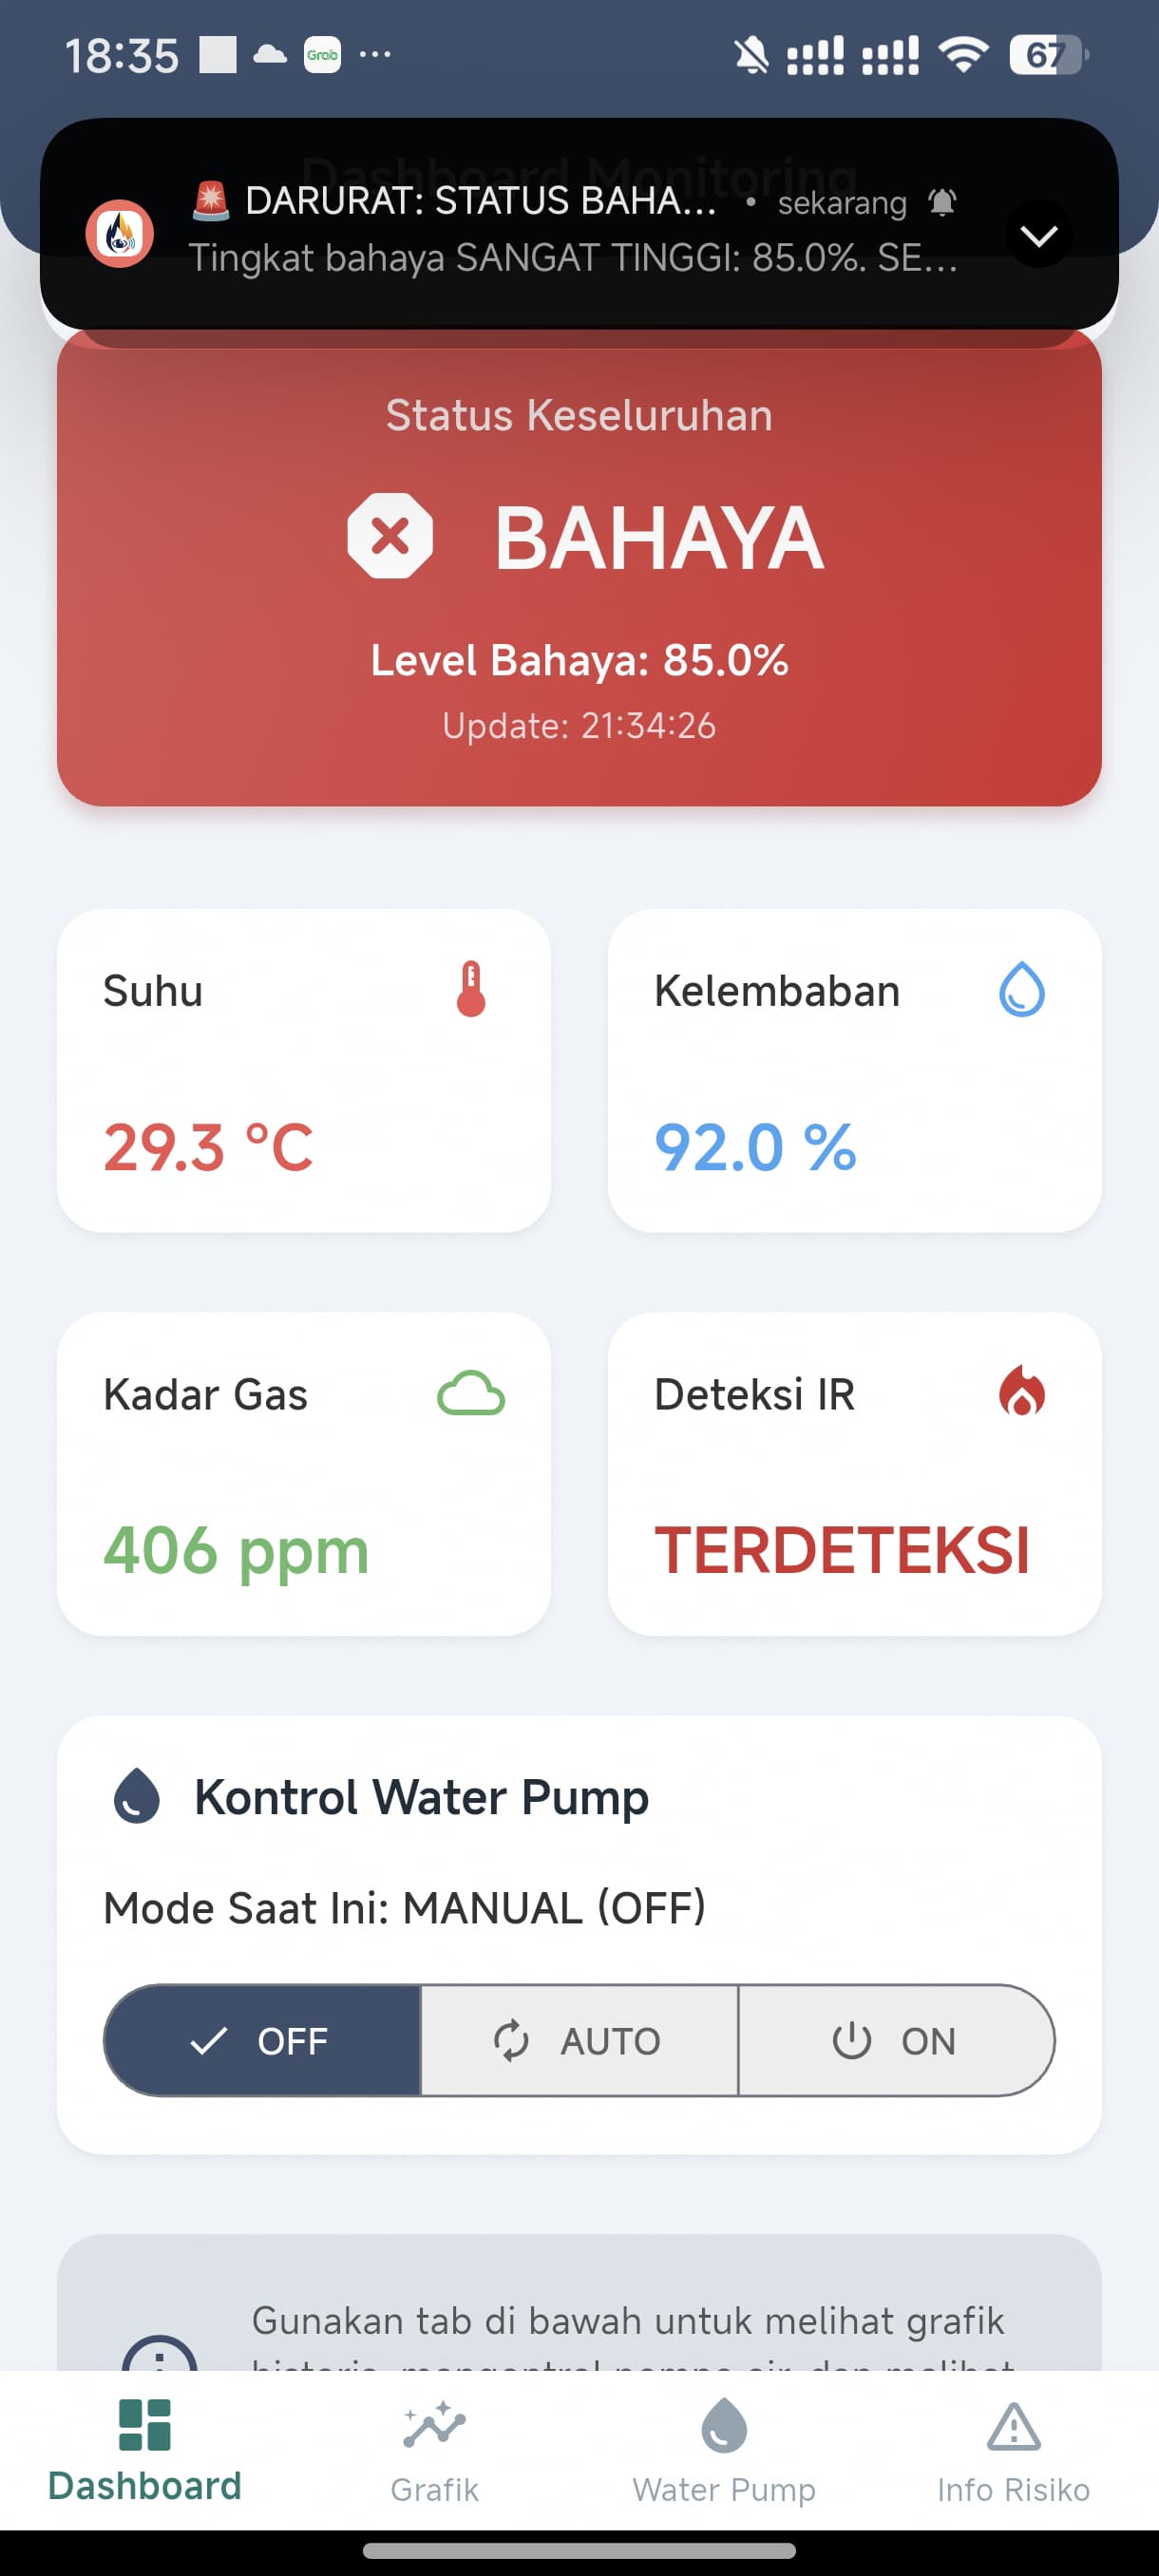 18:35
Grab
67
Dashboard Monitoring
🚨 DARURAT: STATUS BAHA... • sekarang
Tingkat bahaya SANGAT TINGGI: 85.0%. SE...
Status Keseluruhan
BAHAYA
Level Bahaya: 85.0%
Update: 21:34:26
Suhu
Kelembaban
29.3 °C
92.0 %
Kadar Gas
Deteksi IR
406 ppm
TERDETEKSI
Kontrol Water Pump
Mode Saat Ini: MANUAL (OFF)
OFF
AUTO
ON
Gunakan tab di bawah untuk melihat grafik
Dashboard
Grafik
Water Pump
Info Risiko